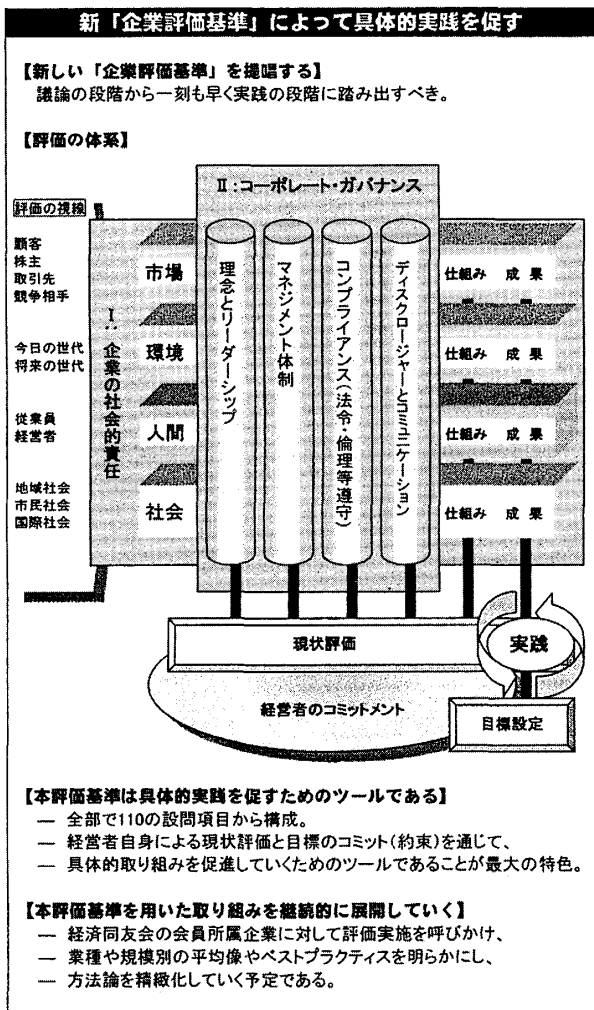 新「企業評価基準」によって具体的実践を促す
【新しい「企業評価基準」を提唱する】
議論の段階から一刻も早く実践の段階に踏み出すべき。
【評価の体系】
Ⅱ:コーポレート・ガバナンス
評価の視線
顧客
株主
取引先
競争相手
今日の世代
将来の世代
従業員
経営者
地域社会
市民社会
国際社会
Ⅰ:企業の社会的責任
市場
環境
人間
社会
理念とリーダーシップ
マネジメント体制
コンプライアンス(法令・倫理等遵守)
ディスクロージャーとコミュニケーション
仕組み 成果
仕組み 成果
仕組み 成果
仕組み 成果
現状評価
実践
経営者のコミットメント
目標設定
【本評価基準は具体的実践を促すためのツールである】
― 全部で110の設問項目から構成。
― 経営者自身による現状評価と目標のコミット(約束)を通じて、
― 具体的取り組みを促進していくためのツールであることが最大の特色。
【本評価基準を用いた取り組みを継続的に展開していく】
― 経済同友会の会員所属企業に対して評価実施を呼びかけ、
― 業種や規模別の平均像やベストプラクティスを明らかにし、
― 方法論を精緻化していく予定である。